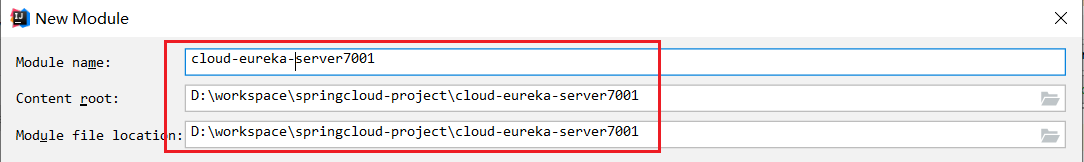 New Module
Module name: cloud-eureka-server7001
Content root: D:\workspace\springcloud-project\cloud-eureka-server7001
Module file location: D:\workspace\springcloud-project\cloud-eureka-server7001